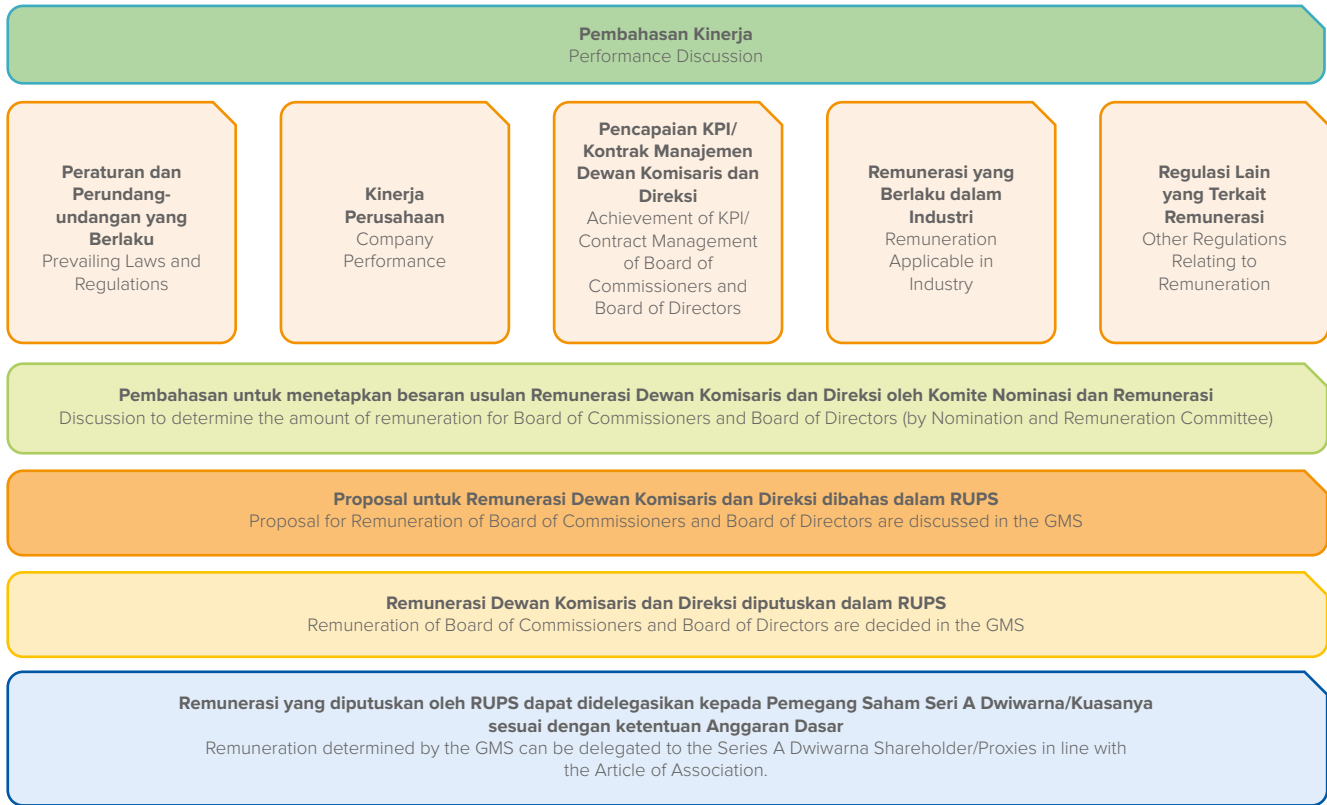 Pembahasan Kinerja
Performance Discussion
Peraturan dan
Perundang-
undangan yang
Berlaku
Prevailing Laws and
Regulations
Kinerja
Perusahaan
Company
Performance
Pencapaian KPI/
Kontrak Manajemen
Dewan Komisaris dan
Direksi
Achievement of KPI/
Contract Management
of Board of
Commissioners and
Board of Directors
Remunerasi yang
Berlaku dalam
Industri
Remuneration
Applicable in
Industry
Regulasi Lain
yang Terkait
Remunerasi
Other Regulations
Relating to
Remuneration
Pembahasan untuk menetapkan besaran usulan Remunerasi Dewan Komisaris dan Direksi oleh Komite Nominasi dan Remunerasi
Discussion to determine the amount of remuneration for Board of Commissioners and Board of Directors (by Nomination and Remuneration Committee)
Proposal untuk Remunerasi Dewan Komisaris dan Direksi dibahas dalam RUPS
Proposal for Remuneration of Board of Commissioners and Board of Directors are discussed in the GMS
Remunerasi Dewan Komisaris dan Direksi diputuskan dalam RUPS
Remuneration of Board of Commissioners and Board of Directors are decided in the GMS
Remunerasi yang diputuskan oleh RUPS dapat didelegasikan kepada Pemegang Saham Seri A Dwiwarna/Kuasanya
sesuai dengan ketentuan Anggaran Dasar
Remuneration determined by the GMS can be delegated to the Series A Dwiwarna Shareholder/Proxies in line with
the Article of Association.